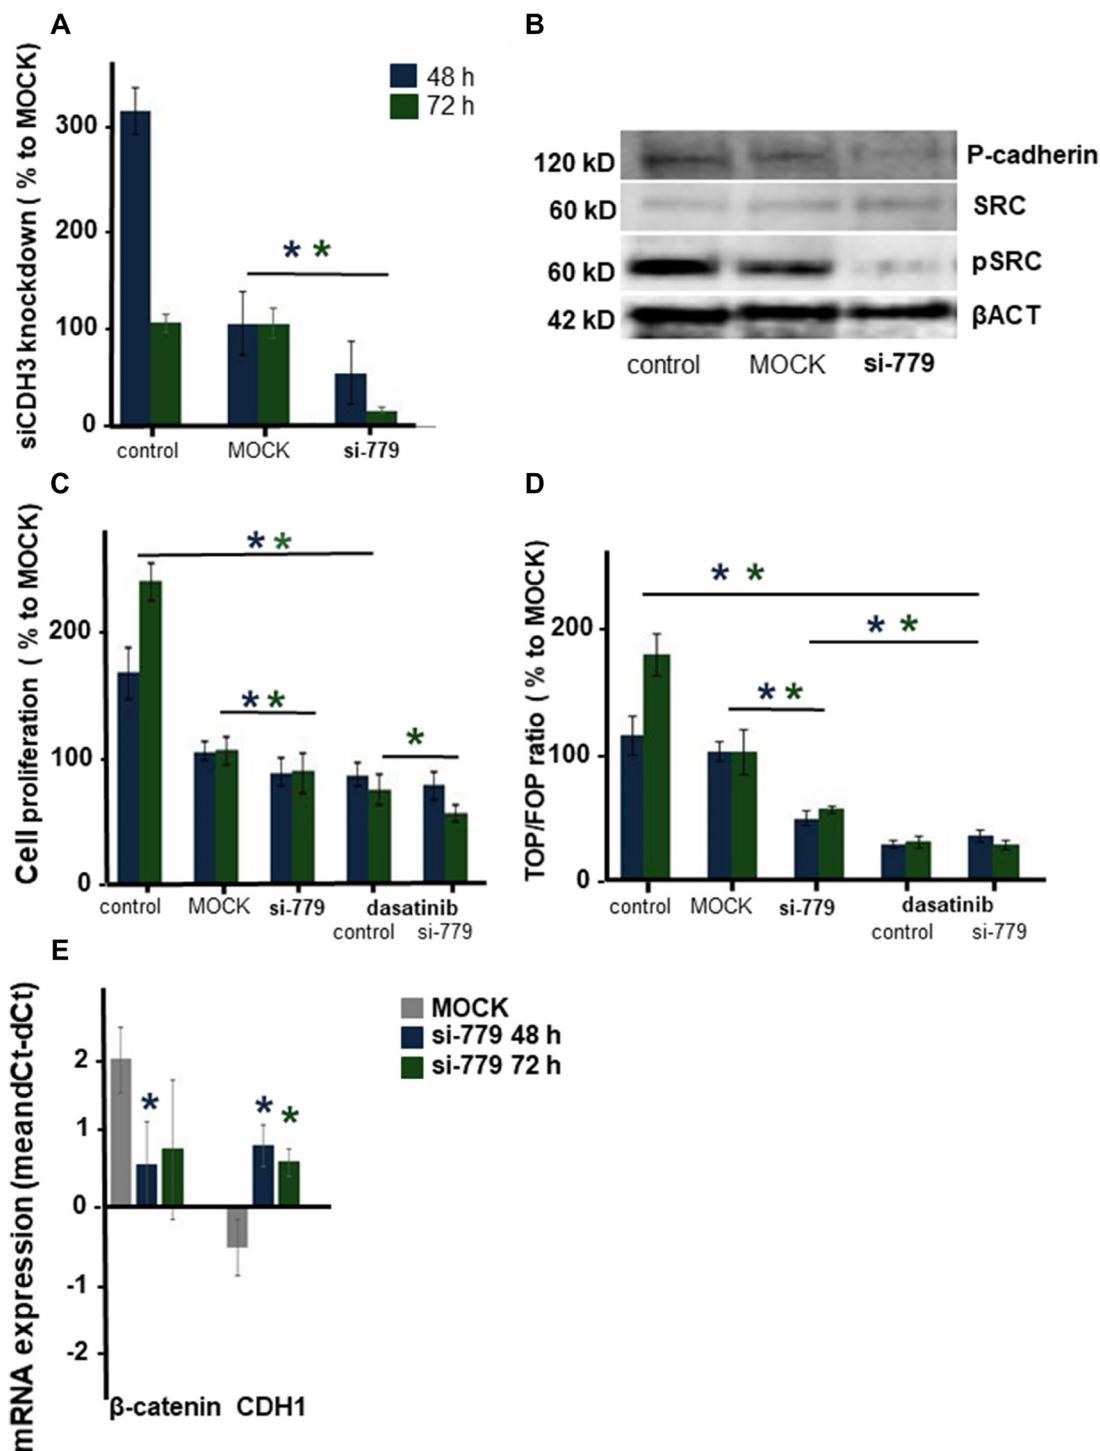 A
siCDH3 knockdown ( % to MOCK)
300
200
100
0
48 h
72 h
* *
control MOCK si-779
B
120 kD P-cadherin
60 kD SRC
60 kD pSRC
42 kD βACT
control MOCK si-779
C
Cell proliferation ( % to MOCK)
200
100
0
* *
* *
*
control MOCK si-779 dasatinib
control si-779
D
TOP/FOP ratio ( % to MOCK)
200
100
0
* *
* *
* *
control MOCK si-779 dasatinib
control si-779
E
mRNA expression (meandCt-dCt)
2
1
0
-1
-2
MOCK
si-779 48 h
si-779 72 h
* * *
β-catenin CDH1